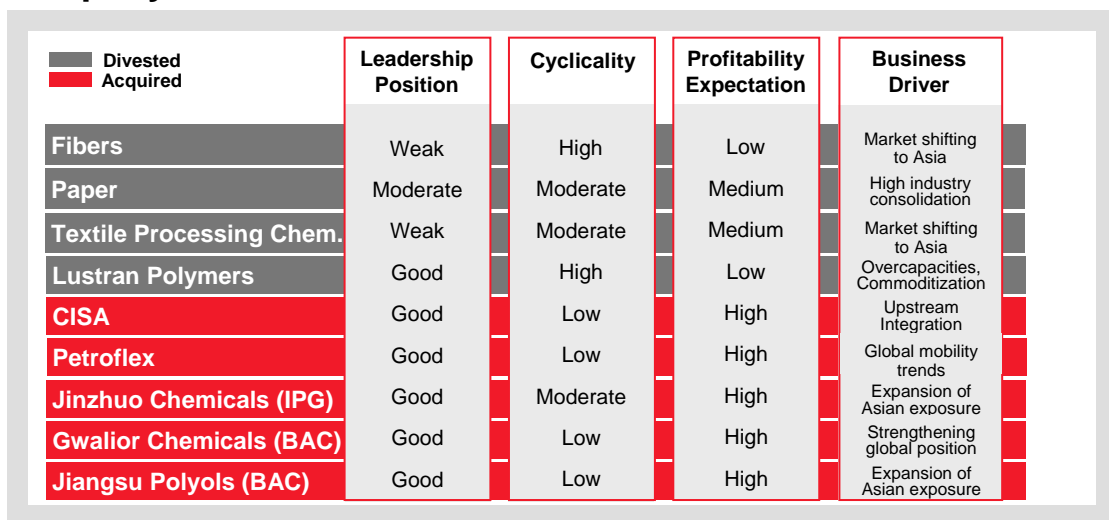 Divested
Acquired
Leadership
Position
Cyclicality
Profitability
Expectation
Business
Driver
Fibers
Weak
High
Low
Market shifting
to Asia
Paper
Moderate
Moderate
Medium
High industry
consolidation
Textile Processing Chem.
Weak
Moderate
Medium
Market shifting
to Asia
Lustran Polymers
Good
High
Low
Overcapacities,
Commoditization
CISA
Good
Low
High
Upstream
Integration
Petroflex
Good
Low
High
Global mobility
trends
Jinzhuo Chemicals (IPG)
Good
Moderate
High
Expansion of
Asian exposure
Gwalior Chemicals (BAC)
Good
Low
High
Strengthening
global position
Jiangsu Polyols (BAC)
Good
Low
High
Expansion of
Asian exposure